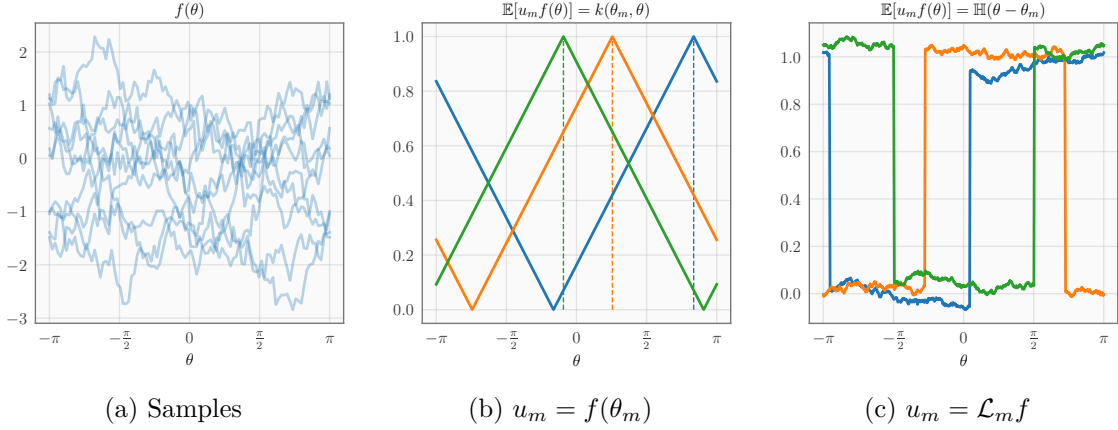 f(θ)
2
1
0
−1
−2
−3
−π
−π/2
0
π/2
π
θ
(a) Samples
𝔼[u_m f(θ)] = k(θ_m, θ)
1.0
0.8
0.6
0.4
0.2
0.0
−π
−π/2
0
π/2
π
θ
(b) u_m = f(θ_m)
𝔼[u_m f(θ)] = ℍ(θ − θ_m)
1.0
0.8
0.6
0.4
0.2
0.0
−π
−π/2
0
π/2
π
θ
(c) u_m = ℒ_m f